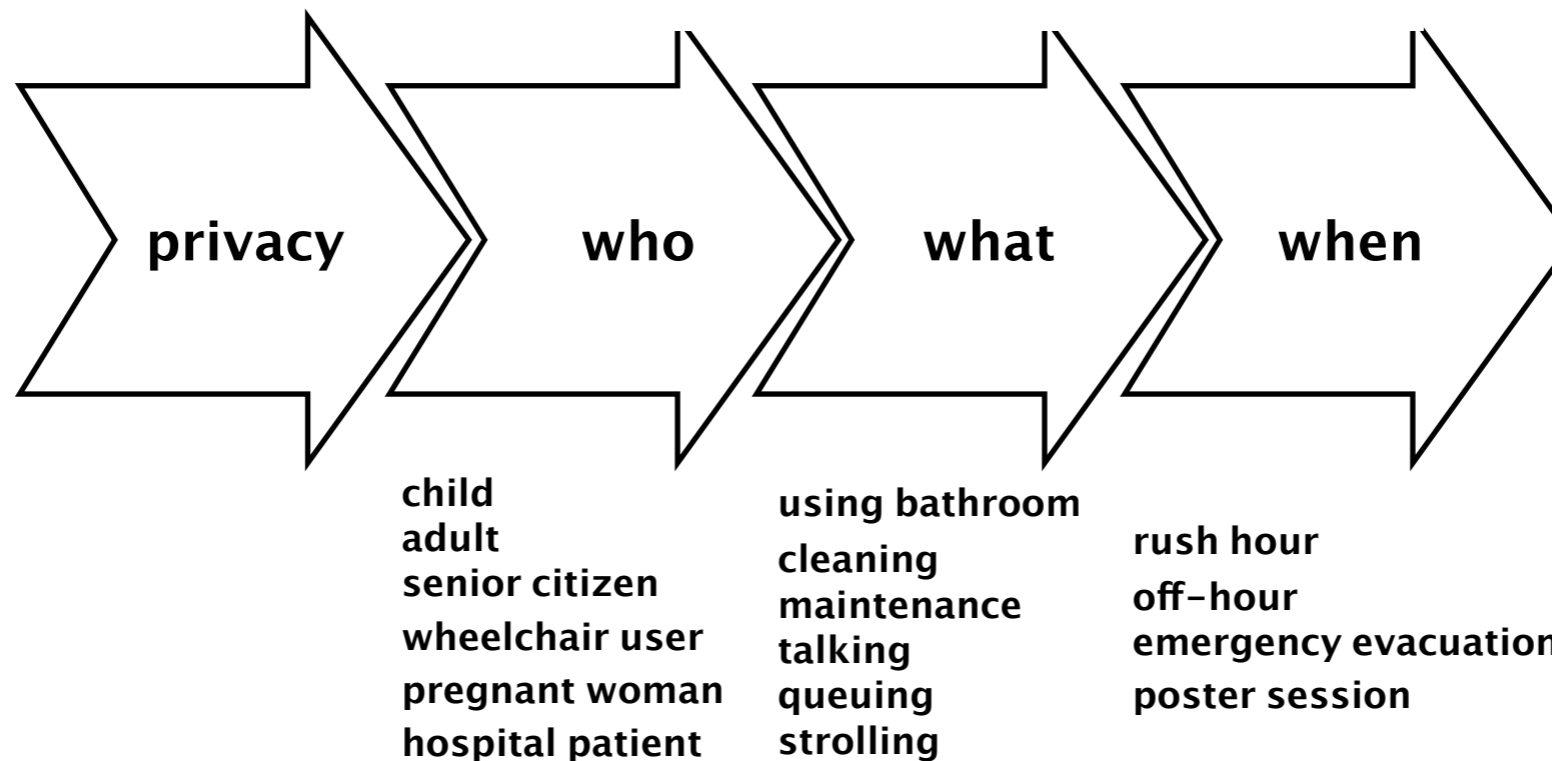 privacy
who
what
when
child
adult
senior citizen
wheelchair user
pregnant woman
hospital patient
using bathroom
cleaning
maintenance
talking
queuing
strolling
rush hour
off-hour
emergency evacuation
poster session